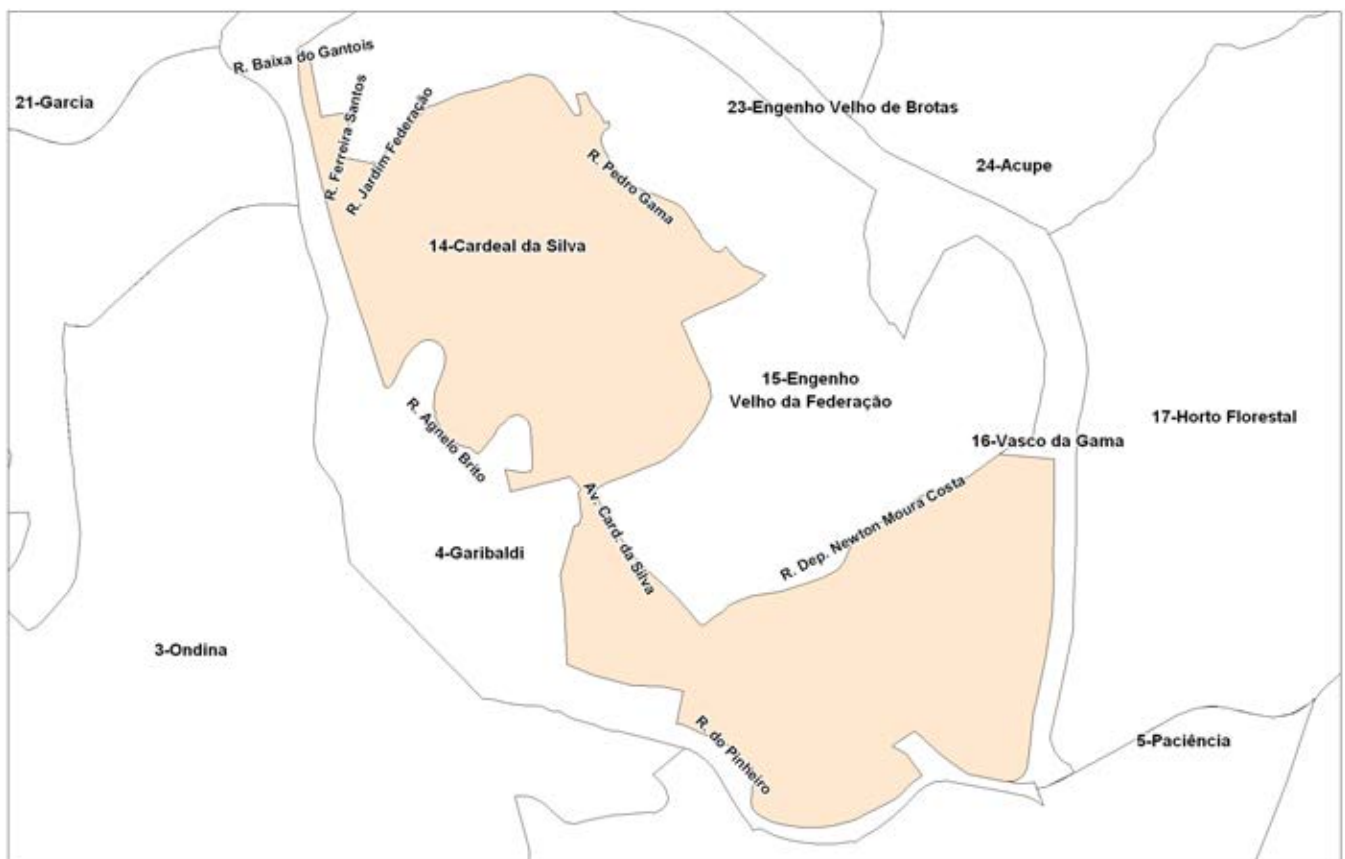 R. Baixa do Gantois
21-Garcia
R. Ferreira Santos
R. Jardim Federação
23-Engenho Velho de Brotas
24-Acupe
R. Pedro Gama
14-Cardeal da Silva
15-Engenho
Velho da Federação
17-Horto Florestal
R. Agnelo Brito
16-Vasco da Gama
Av. Card. da Silva
R. Dep. Newton Moura Costa
4-Garibaldi
3-Ondina
R. do Pinheiro
5-Paciência